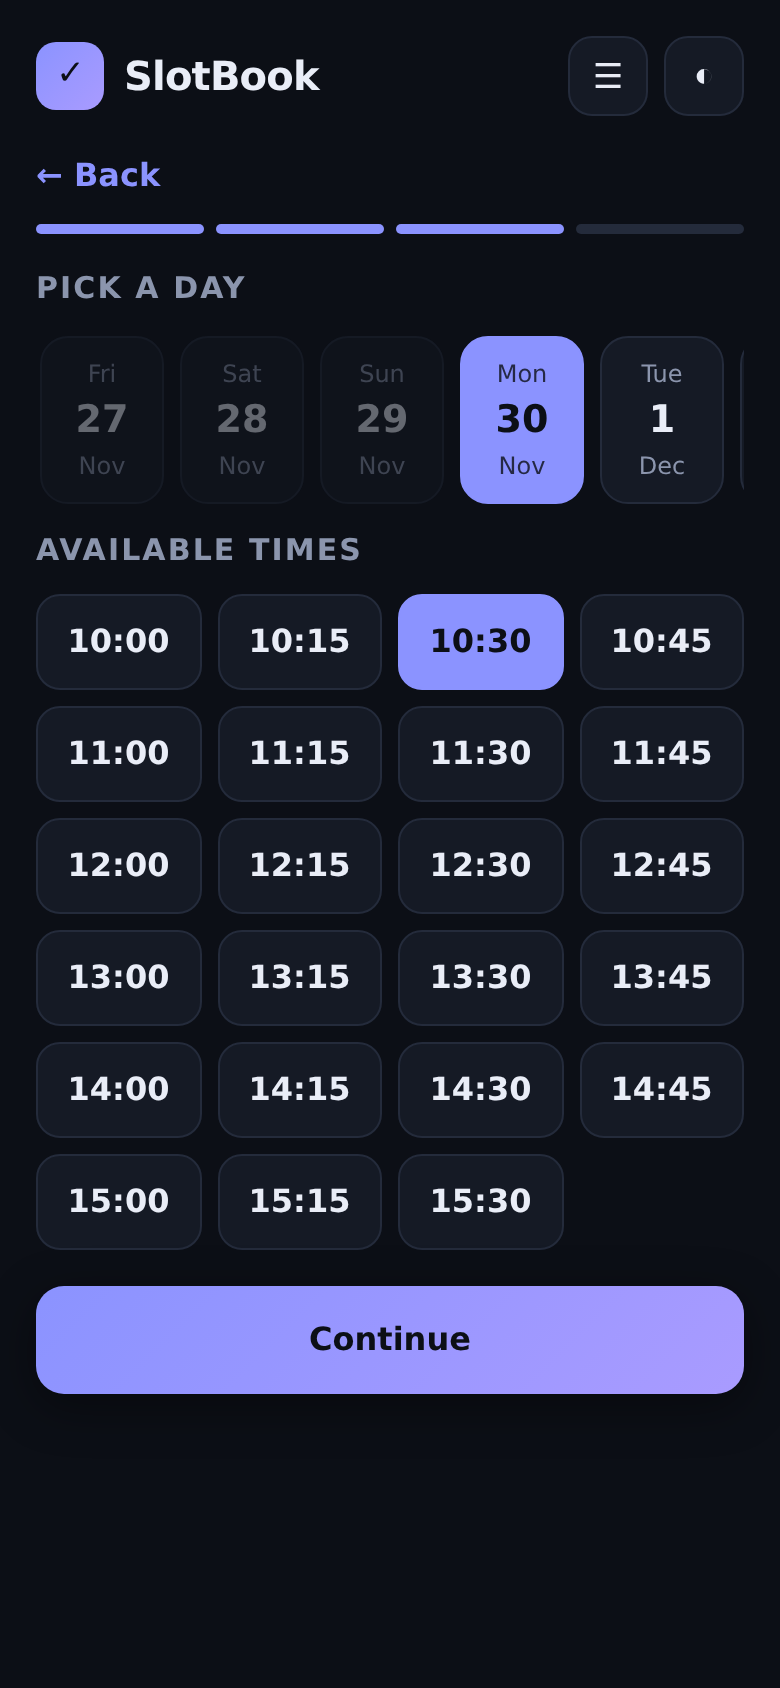 ✓ SlotBook ☰ ◐
← Back
PICK A DAY
Fri Sat Sun Mon Tue
27 28 29 30 1
Nov Nov Nov Nov Dec
AVAILABLE TIMES
10:00 10:15 10:30 10:45
11:00 11:15 11:30 11:45
12:00 12:15 12:30 12:45
13:00 13:15 13:30 13:45
14:00 14:15 14:30 14:45
15:00 15:15 15:30
Continue